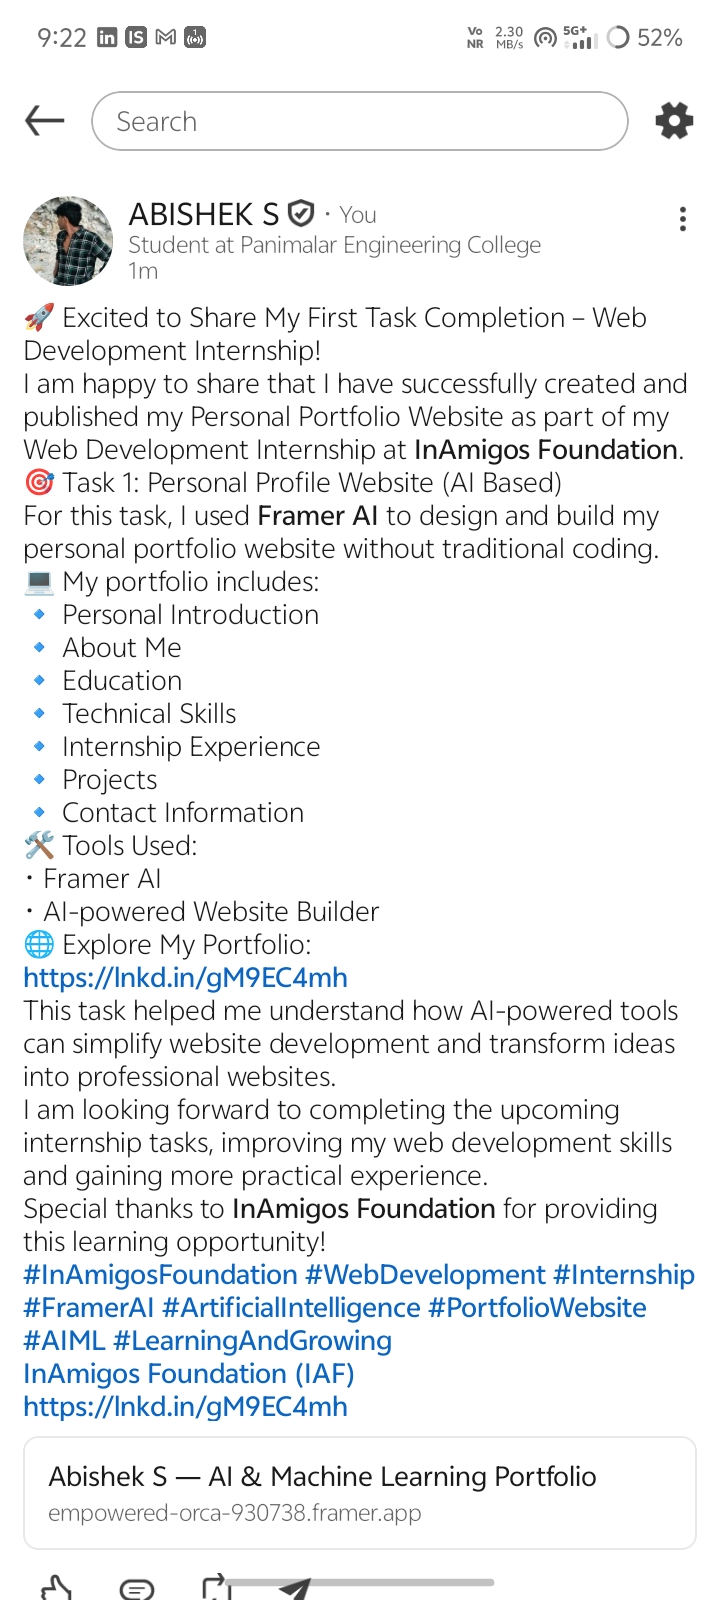 9:22 in IS M Vo NR 2.30 MB/s 5G+ 52%
Search
ABISHEK S · You
Student at Panimalar Engineering College
1m
🚀 Excited to Share My First Task Completion – Web
Development Internship!
I am happy to share that I have successfully created and
published my Personal Portfolio Website as part of my
Web Development Internship at InAmigos Foundation.
🎯 Task 1: Personal Profile Website (AI Based)
For this task, I used Framer AI to design and build my
personal portfolio website without traditional coding.
💻 My portfolio includes:
🔹 Personal Introduction
🔹 About Me
🔹 Education
🔹 Technical Skills
🔹 Internship Experience
🔹 Projects
🔹 Contact Information
🛠️ Tools Used:
· Framer AI
· AI-powered Website Builder
🌐 Explore My Portfolio:
https://lnkd.in/gM9EC4mh
This task helped me understand how AI-powered tools
can simplify website development and transform ideas
into professional websites.
I am looking forward to completing the upcoming
internship tasks, improving my web development skills
and gaining more practical experience.
Special thanks to InAmigos Foundation for providing
this learning opportunity!
#InAmigosFoundation #WebDevelopment #Internship
#FramerAI #ArtificialIntelligence #PortfolioWebsite
#AIML #LearningAndGrowing
InAmigos Foundation (IAF)
https://lnkd.in/gM9EC4mh
Abishek S — AI & Machine Learning Portfolio
empowered-orca-930738.framer.app